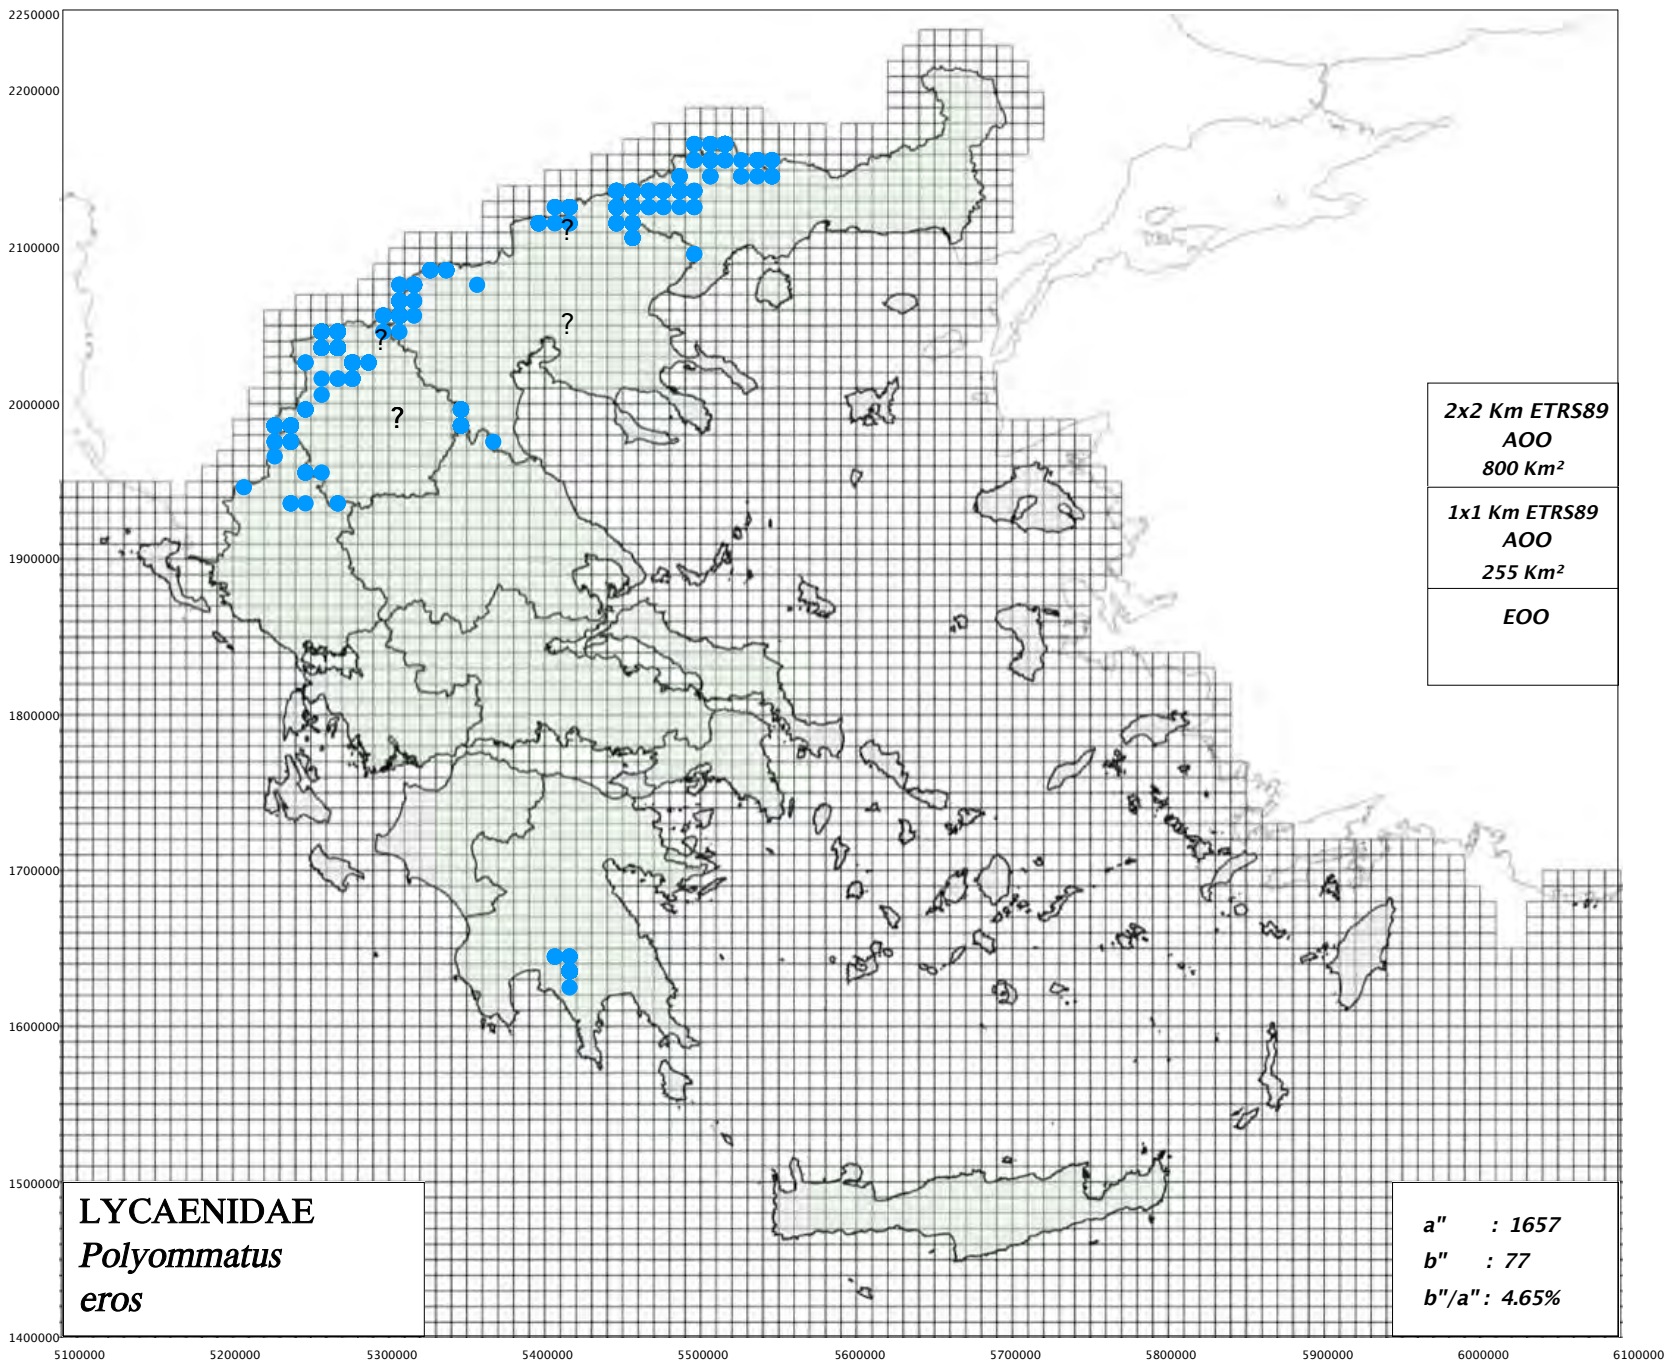 2250000
2200000
2100000
2000000
1900000
1800000
1700000
1600000
1500000
1400000
?
?
?
?
2x2 Km ETRS89
AOO
800 Km²
1x1 Km ETRS89
AOO
255 Km²
EOO
LYCAENIDAE
Polyommatus
eros
a" : 1657
b" : 77
b"/a" : 4.65%
5100000 5200000 5300000 5400000 5500000 5600000 5700000 5800000 5900000 6000000 6100000